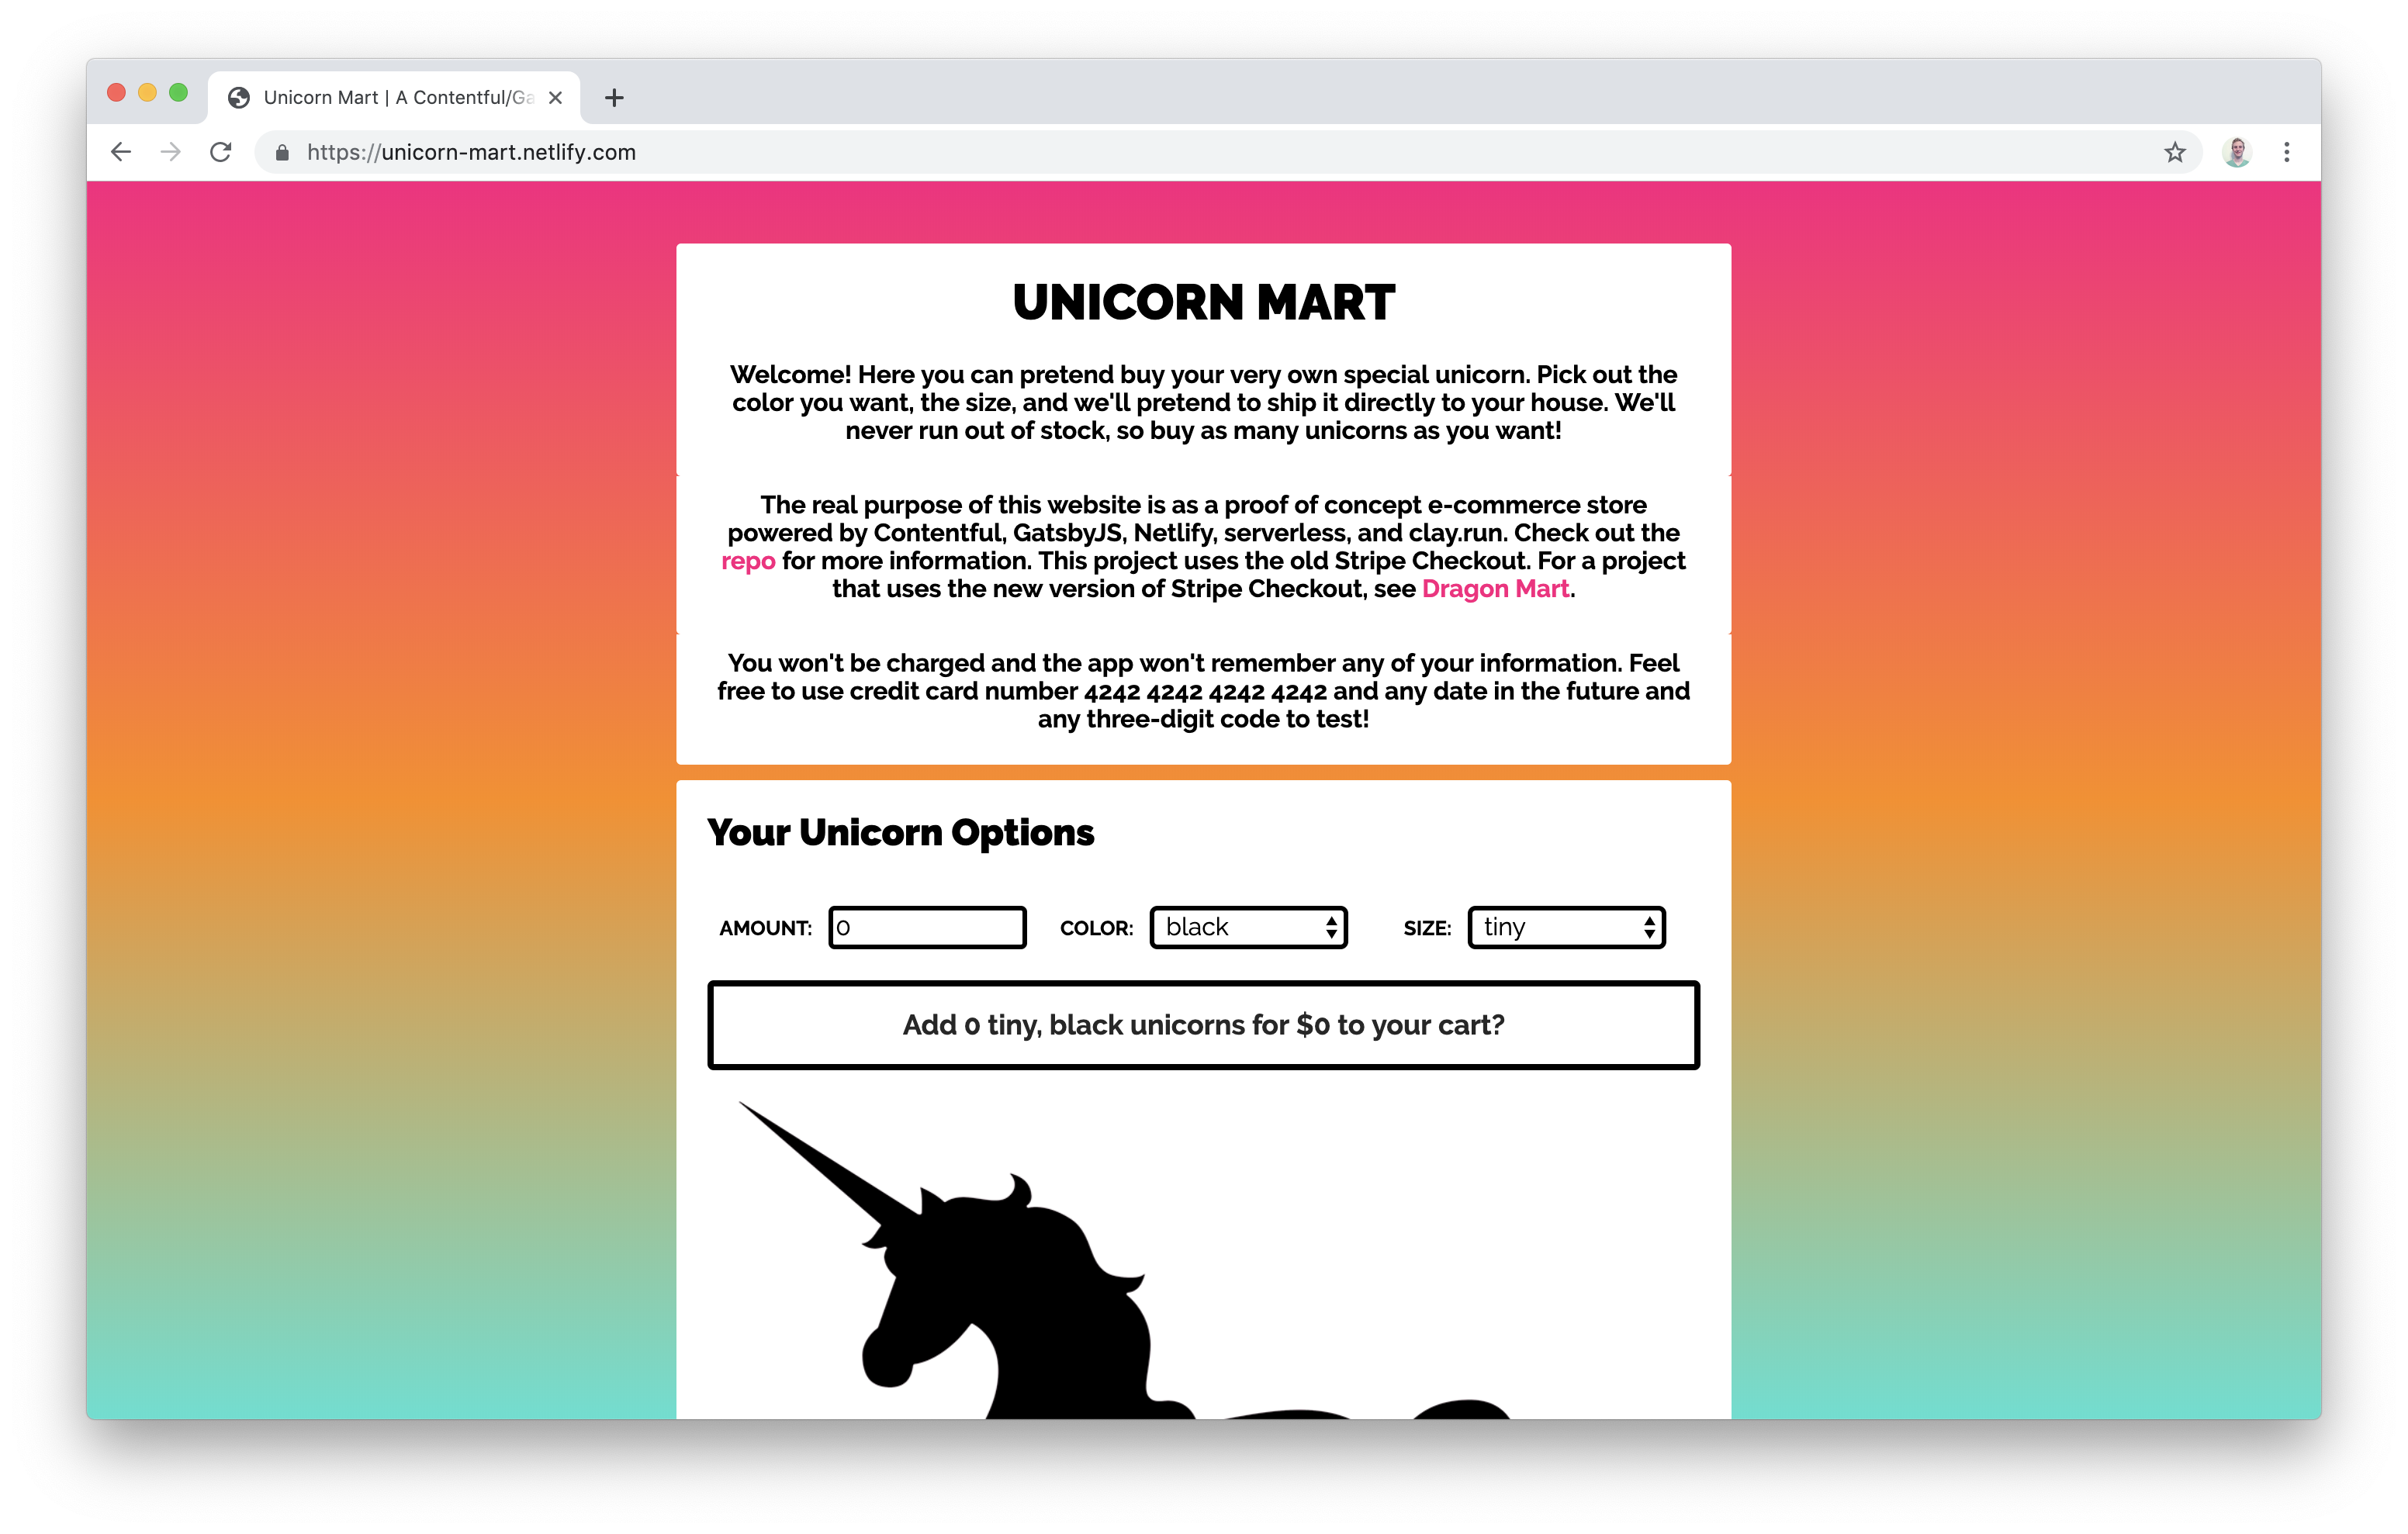 Unicorn Mart | A Contentful/Ga
https://unicorn-mart.netlify.com
UNICORN MART
Welcome! Here you can pretend buy your very own special unicorn. Pick out the
color you want, the size, and we'll pretend to ship it directly to your house. We'll
never run out of stock, so buy as many unicorns as you want!
The real purpose of this website is as a proof of concept e-commerce store
powered by Contentful, GatsbyJS, Netlify, serverless, and clay.run. Check out the
repo for more information. This project uses the old Stripe Checkout. For a project
that uses the new version of Stripe Checkout, see Dragon Mart.
You won't be charged and the app won't remember any of your information. Feel
free to use credit card number 4242 4242 4242 4242 and any date in the future and
any three-digit code to test!
Your Unicorn Options
AMOUNT: 0 COLOR: black SIZE: tiny
Add 0 tiny, black unicorns for $0 to your cart?